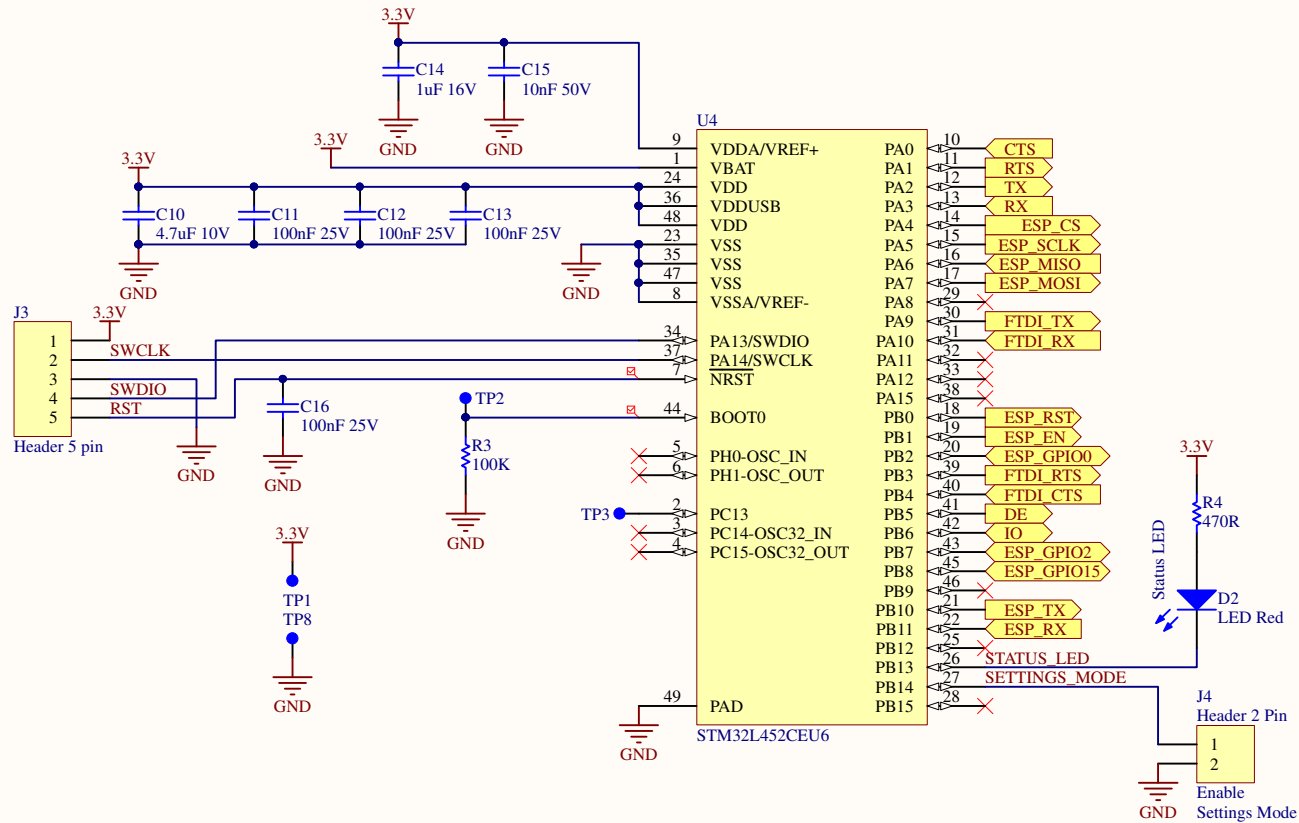 3.3V
C14
1uF 16V
C15
10nF 50V
GND
GND
3.3V
3.3V
C10
4.7uF 10V
C11
100nF 25V
C12
100nF 25V
C13
100nF 25V
GND
GND
J3
3.3V
1
2
3
4
5
SWCLK
SWDIO
RST
Header 5 pin
GND
C16
100nF 25V
GND
TP2
R3
100K
GND
TP3
3.3V
TP1
TP8
GND
U4
9 VDDA/VREF+
1 VBAT
24 VDD
36 VDDUSB
48 VDD
23 VSS
35 VSS
47 VSS
8 VSSA/VREF-
34 PA13/SWDIO
37 PA14/SWCLK
7 NRST
44 BOOT0
5 PH0-OSC_IN
6 PH1-OSC_OUT
2 PC13
3 PC14-OSC32_IN
4 PC15-OSC32_OUT
49 PAD
GND
STM32L452CEU6
PA0 10 CTS
PA1 11 RTS
PA2 12 TX
PA3 13 RX
PA4 14 ESP_CS
PA5 15 ESP_SCLK
PA6 16 ESP_MISO
PA7 17 ESP_MOSI
PA8 29
PA9 30 FTDI_TX
PA10 31 FTDI_RX
PA11 32
PA12 33
PA15 38
PB0 18 ESP_RST
PB1 19 ESP_EN
PB2 20 ESP_GPIO0
PB3 39 FTDI_RTS
PB4 40 FTDI_CTS
PB5 41 DE
PB6 42 IO
PB7 43 ESP_GPIO2
PB8 45 ESP_GPIO15
PB9 46
PB10 21 ESP_TX
PB11 22 ESP_RX
PB12 25
PB13 26 STATUS_LED
PB14 27 SETTINGS_MODE
PB15 28
3.3V
R4
470R
Status LED
D2
LED Red
J4
Header 2 Pin
1
2
GND
Enable
Settings Mode